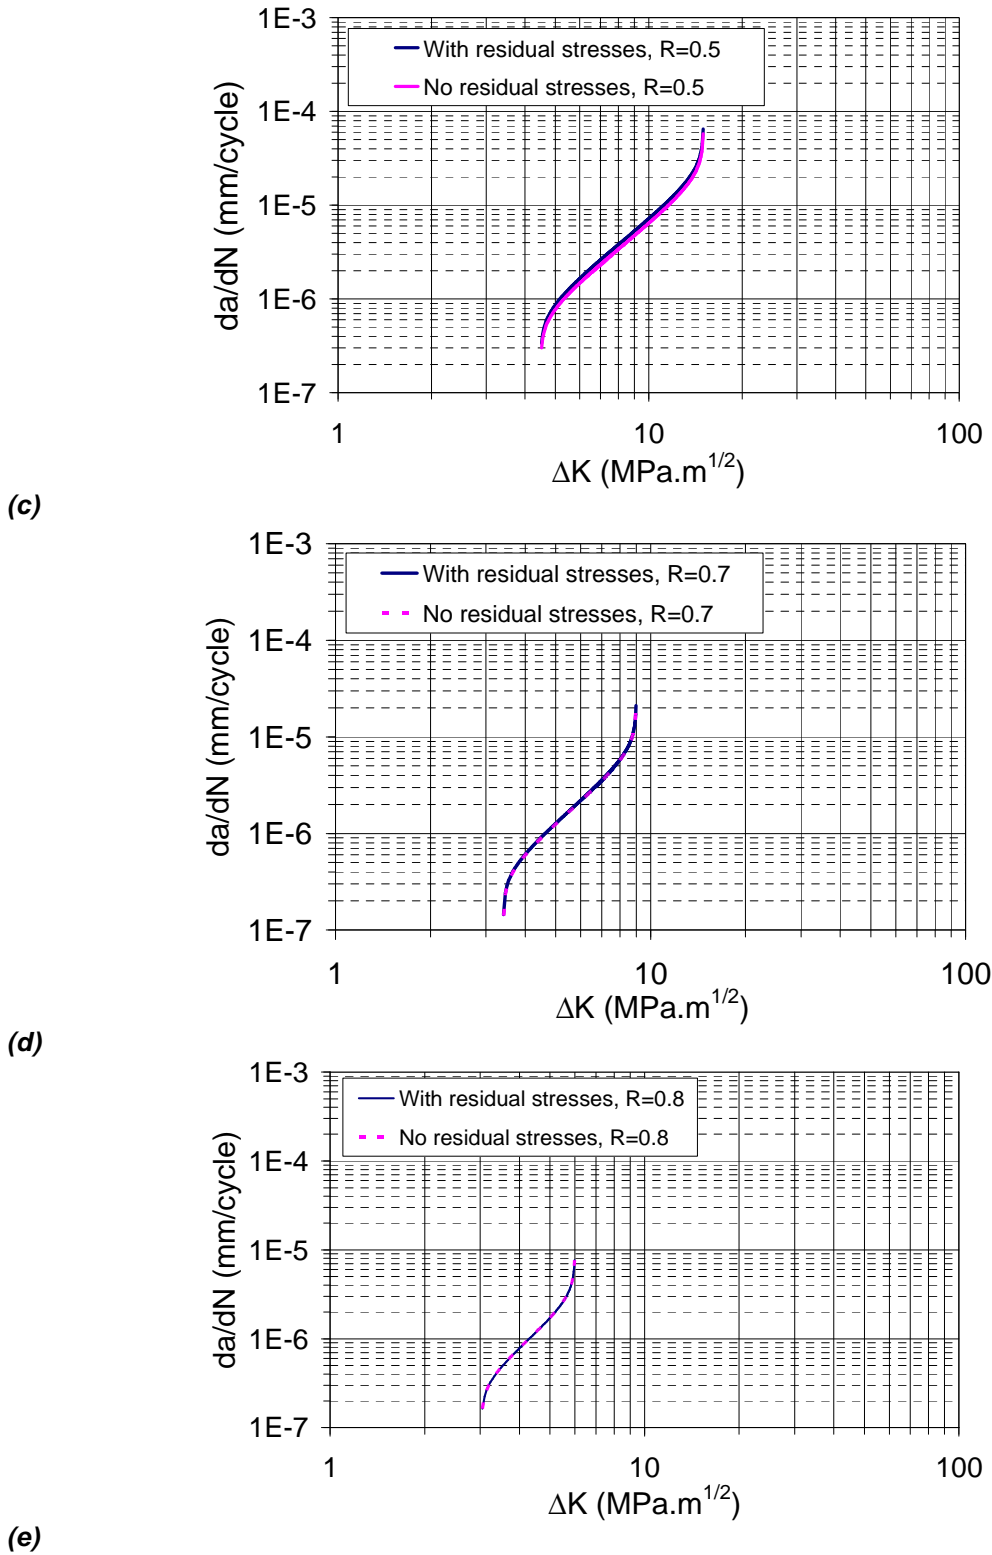 1E-3
With residual stresses, R=0.5
No residual stresses, R=0.5
1E-4
1E-5
1E-6
1E-7
da/dN (mm/cycle)
1 10 100
ΔK (MPa.m^1/2)
(c)
1E-3
With residual stresses, R=0.7
No residual stresses, R=0.7
1E-4
1E-5
1E-6
1E-7
da/dN (mm/cycle)
1 10 100
ΔK (MPa.m^1/2)
(d)
1E-3
With residual stresses, R=0.8
No residual stresses, R=0.8
1E-4
1E-5
1E-6
1E-7
da/dN (mm/cycle)
1 10 100
ΔK (MPa.m^1/2)
(e)